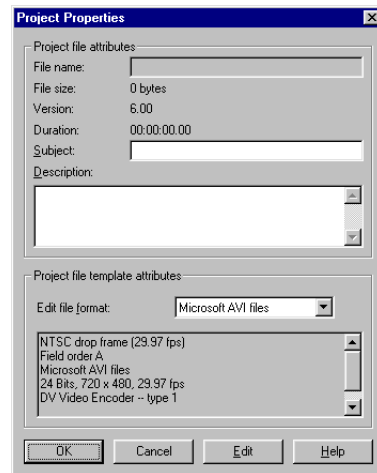 Project Properties
Project file attributes
File name:
File size: 0 bytes
Version: 6.00
Duration: 00:00:00.00
Subject:
Description:
Project file template attributes
Edit file format: Microsoft AVI files
NTSC drop frame (29.97 fps)
Field order A
Microsoft AVI files
24 Bits, 720 x 480, 29.97 fps
DV Video Encoder -- type 1
OK Cancel Edit Help